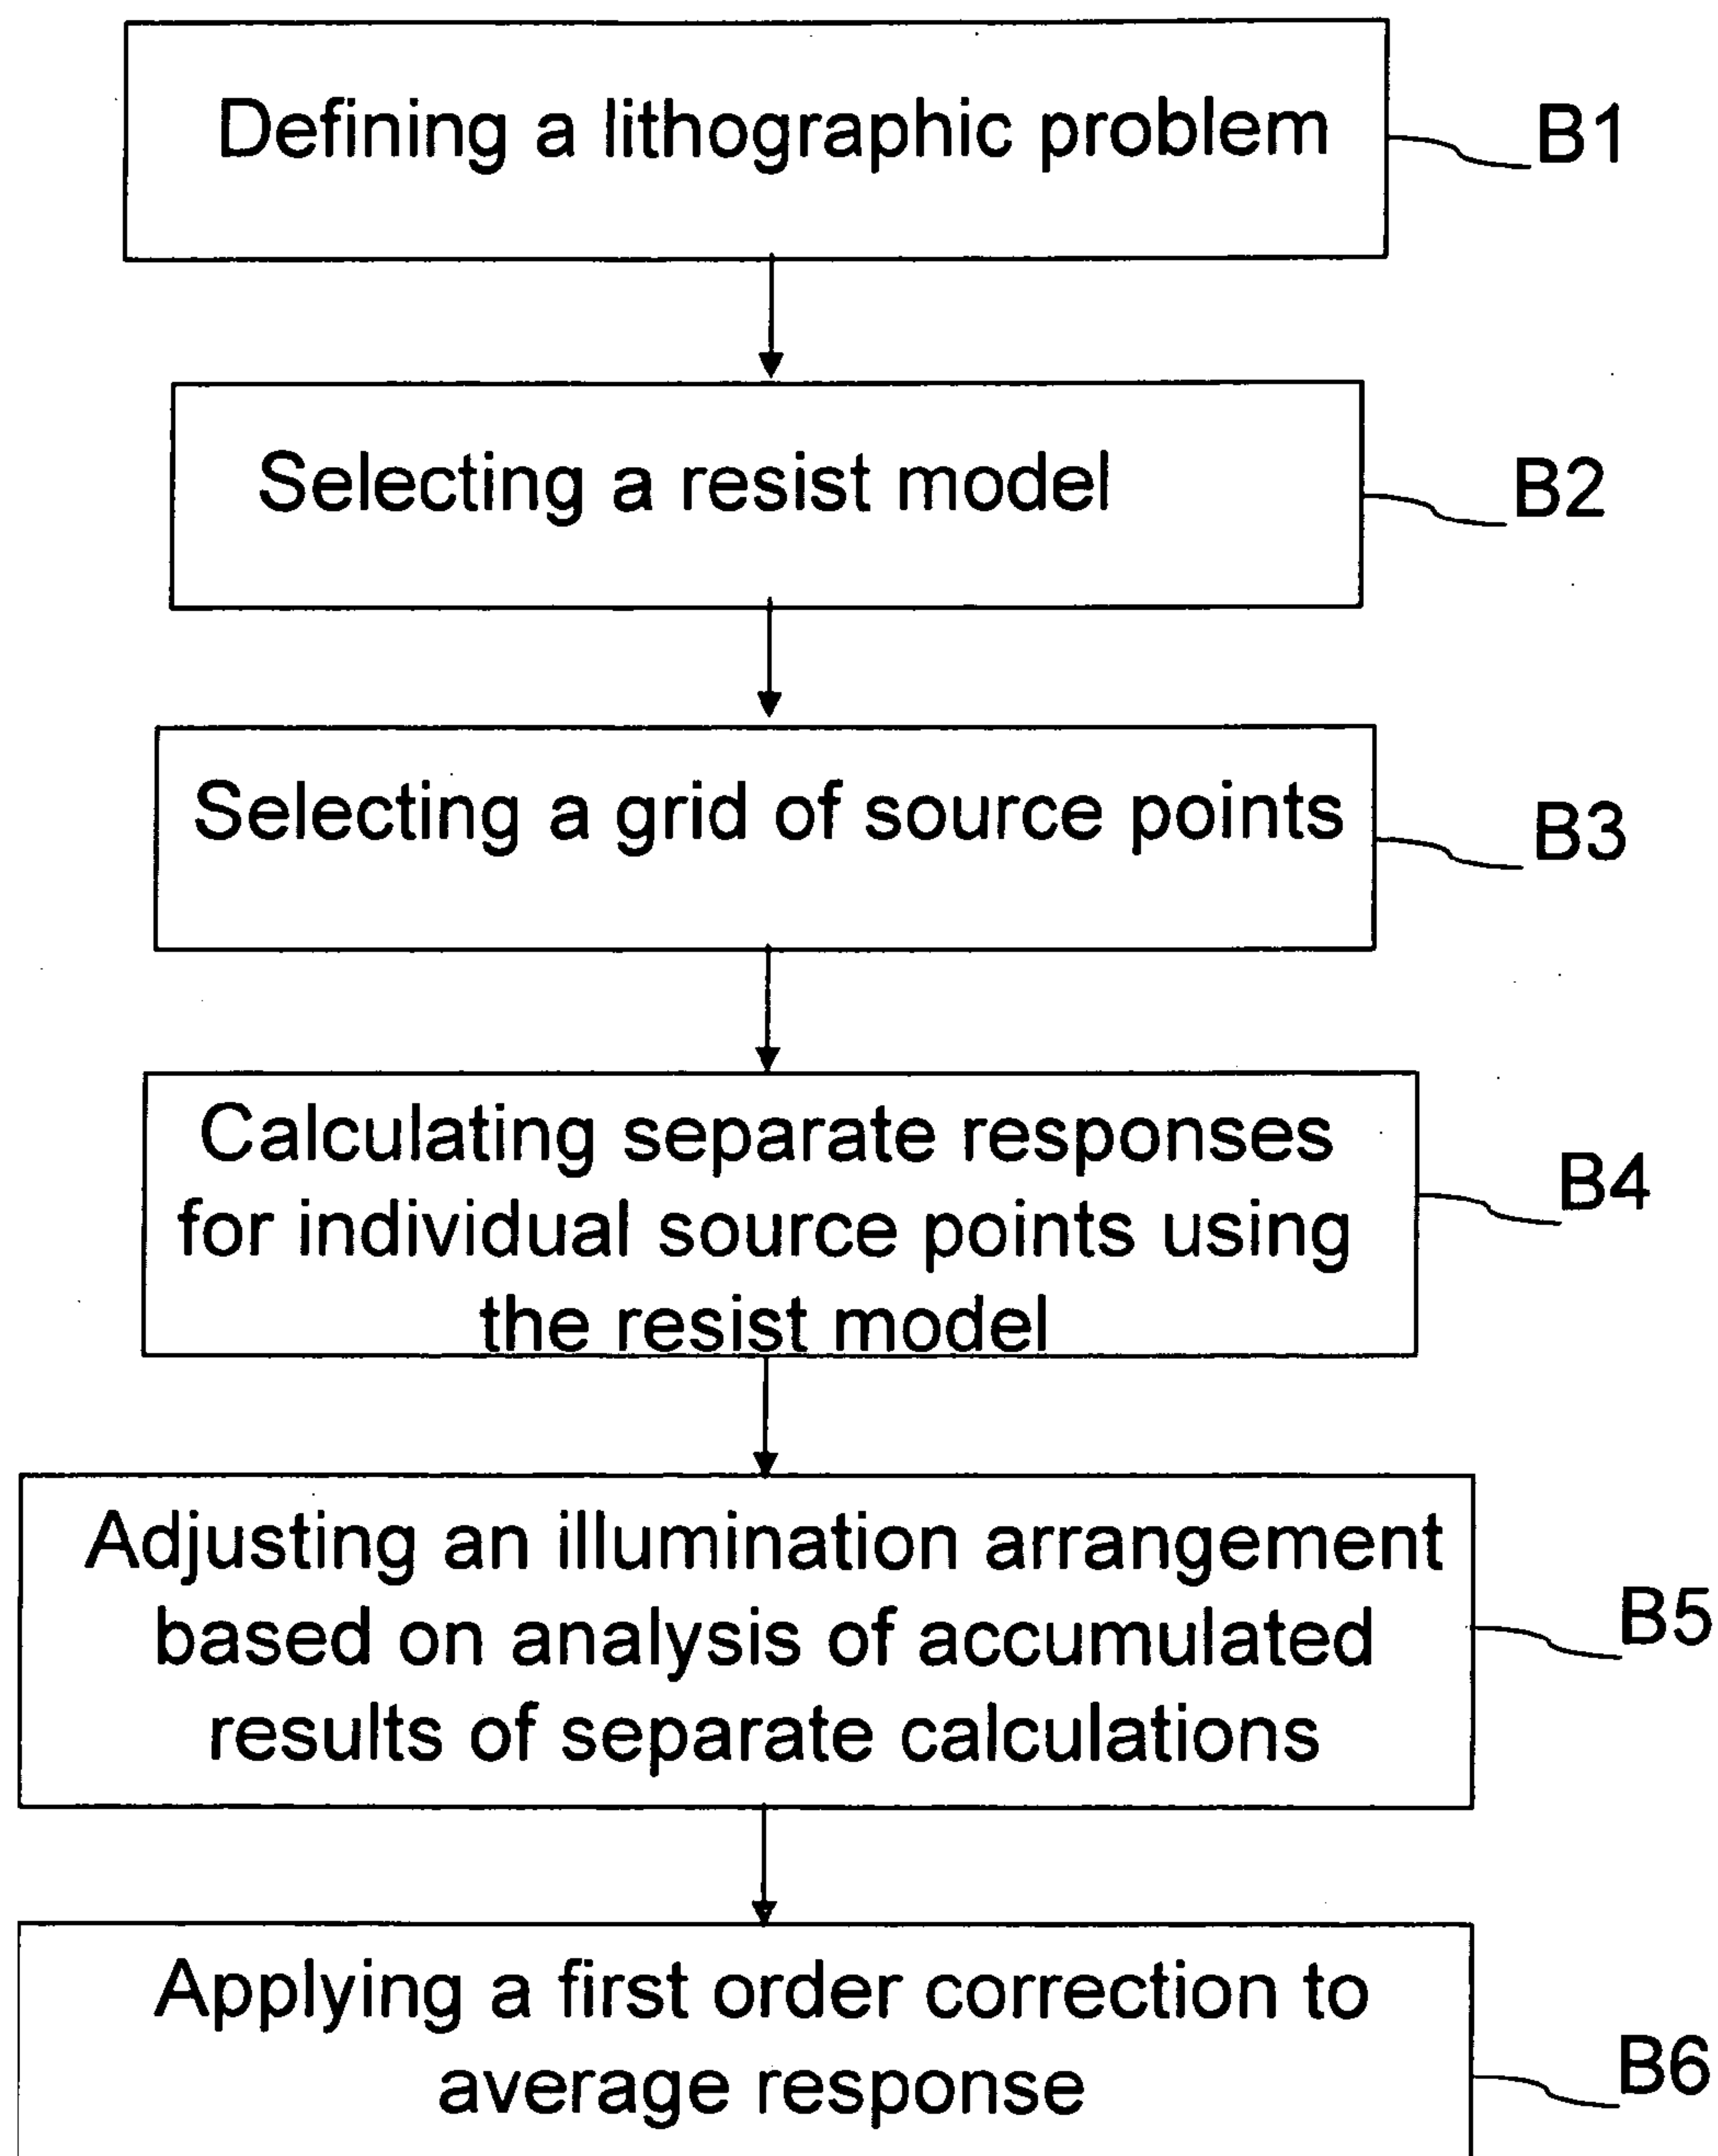 Defining a lithographic problem
B1
Selecting a resist model
B2
Selecting a grid of source points
B3
Calculating separate responses
for individual source points using
the resist model
B4
Adjusting an illumination arrangement
based on analysis of accumulated
results of separate calculations
B5
Applying a first order correction to
average response
B6